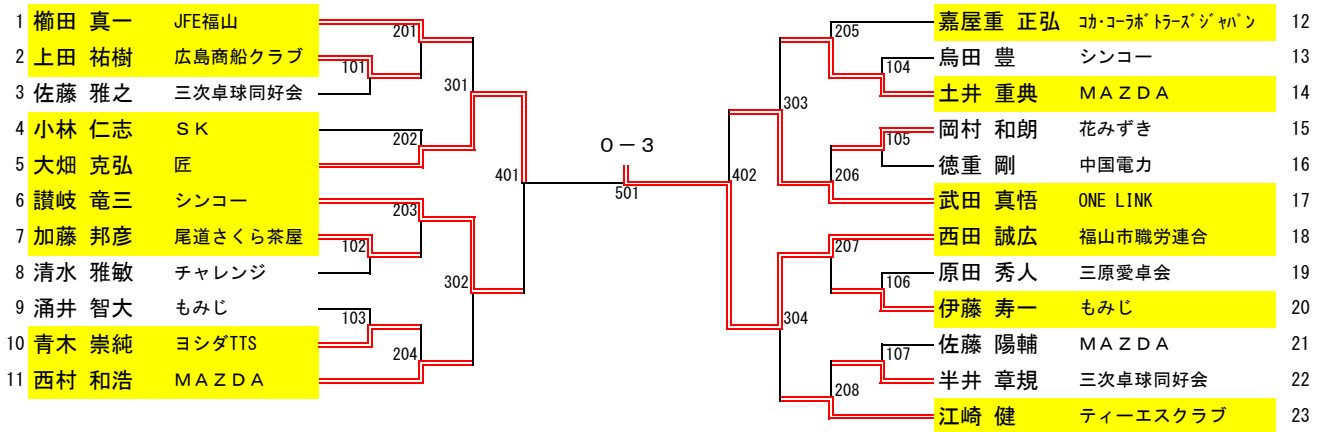 1 櫛田 真一 JFE福山
2 上田 祐樹 広島商船クラブ
3 佐藤 雅之 三次卓球同好会
4 小林 仁志 ＳＫ
5 大畑 克弘 匠
6 讃岐 竜三 シンコー
7 加藤 邦彦 尾道さくら茶屋
8 清水 雅敏 チャレンジ
9 涌井 智大 もみじ
10 青木 崇純 ヨシダTTS
11 西村 和浩 ＭＡＺＤＡ
201
101
301
202
401
203
102
302
103
204
０－３
501
205
104
303
105
402
206
207
106
304
107
208
嘉屋重 正弘 ｺｶ･ｺｰﾗﾎﾞﾄﾗｰｽﾞｼﾞｬﾊﾟﾝ 12
烏田 豊 シンコー 13
土井 重典 ＭＡＺＤＡ 14
岡村 和朗 花みずき 15
徳重 剛 中国電力 16
武田 真悟 ONE LINK 17
西田 誠広 福山市職労連合 18
原田 秀人 三原愛卓会 19
伊藤 寿一 もみじ 20
佐藤 陽輔 ＭＡＺＤＡ 21
半井 章規 三次卓球同好会 22
江崎 健 ティーエスクラブ 23